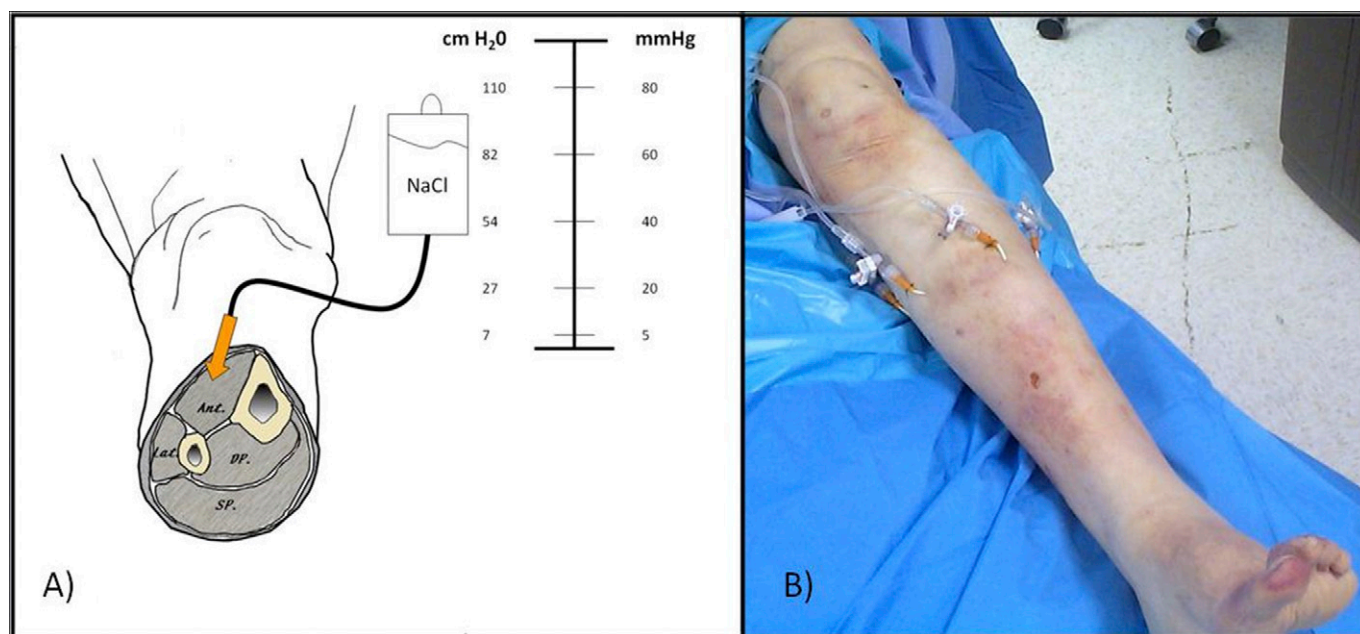 cm H₂0 mmHg
110 80
82 60
NaCl
54 40
27 20
7 5
Ant.
Lat.
DP.
SP.
A)
B)